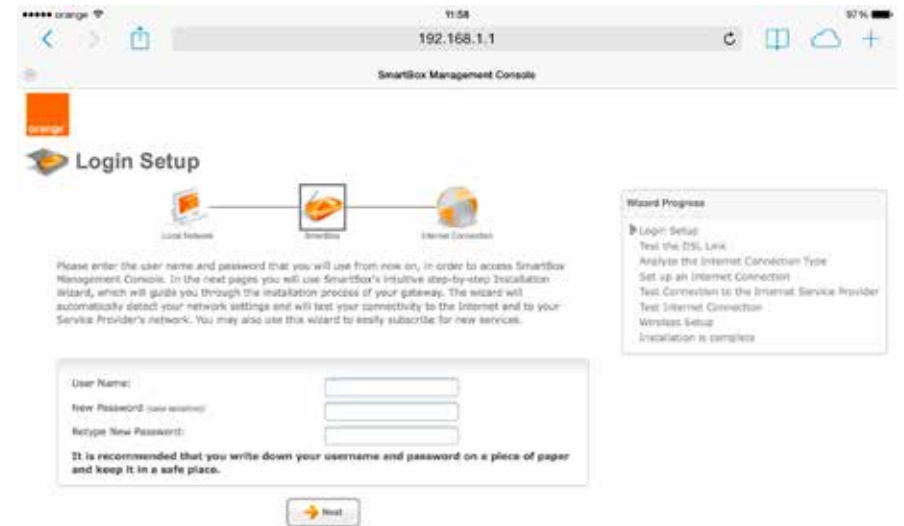 orange
11:58
97%
192.168.1.1
SmartBox Management Console
orange
Login Setup
Local Network
SmartBox
Internet Connection
Please enter the user name and password that you will use from now on, in order to access SmartBox
Management Console. In the next pages you will use SmartBox's intuitive step-by-step Installation
Wizard, which will guide you through the installation process of your gateway. The wizard will
automatically detect your network settings and will test your connectivity to the Internet and to your
Service Provider's network. You may also use this wizard to easily subscribe for new services.
User Name:
New Password (case sensitive):
Retype New Password:
It is recommended that you write down your username and password on a piece of paper
and keep it in a safe place.
Next
Wizard Progress
Login Setup
Test the DSL Link
Analyze the Internet Connection Type
Set up an Internet Connection
Test Connection to the Internet Service Provider
Test Internet Connection
Wireless Setup
Installation is complete